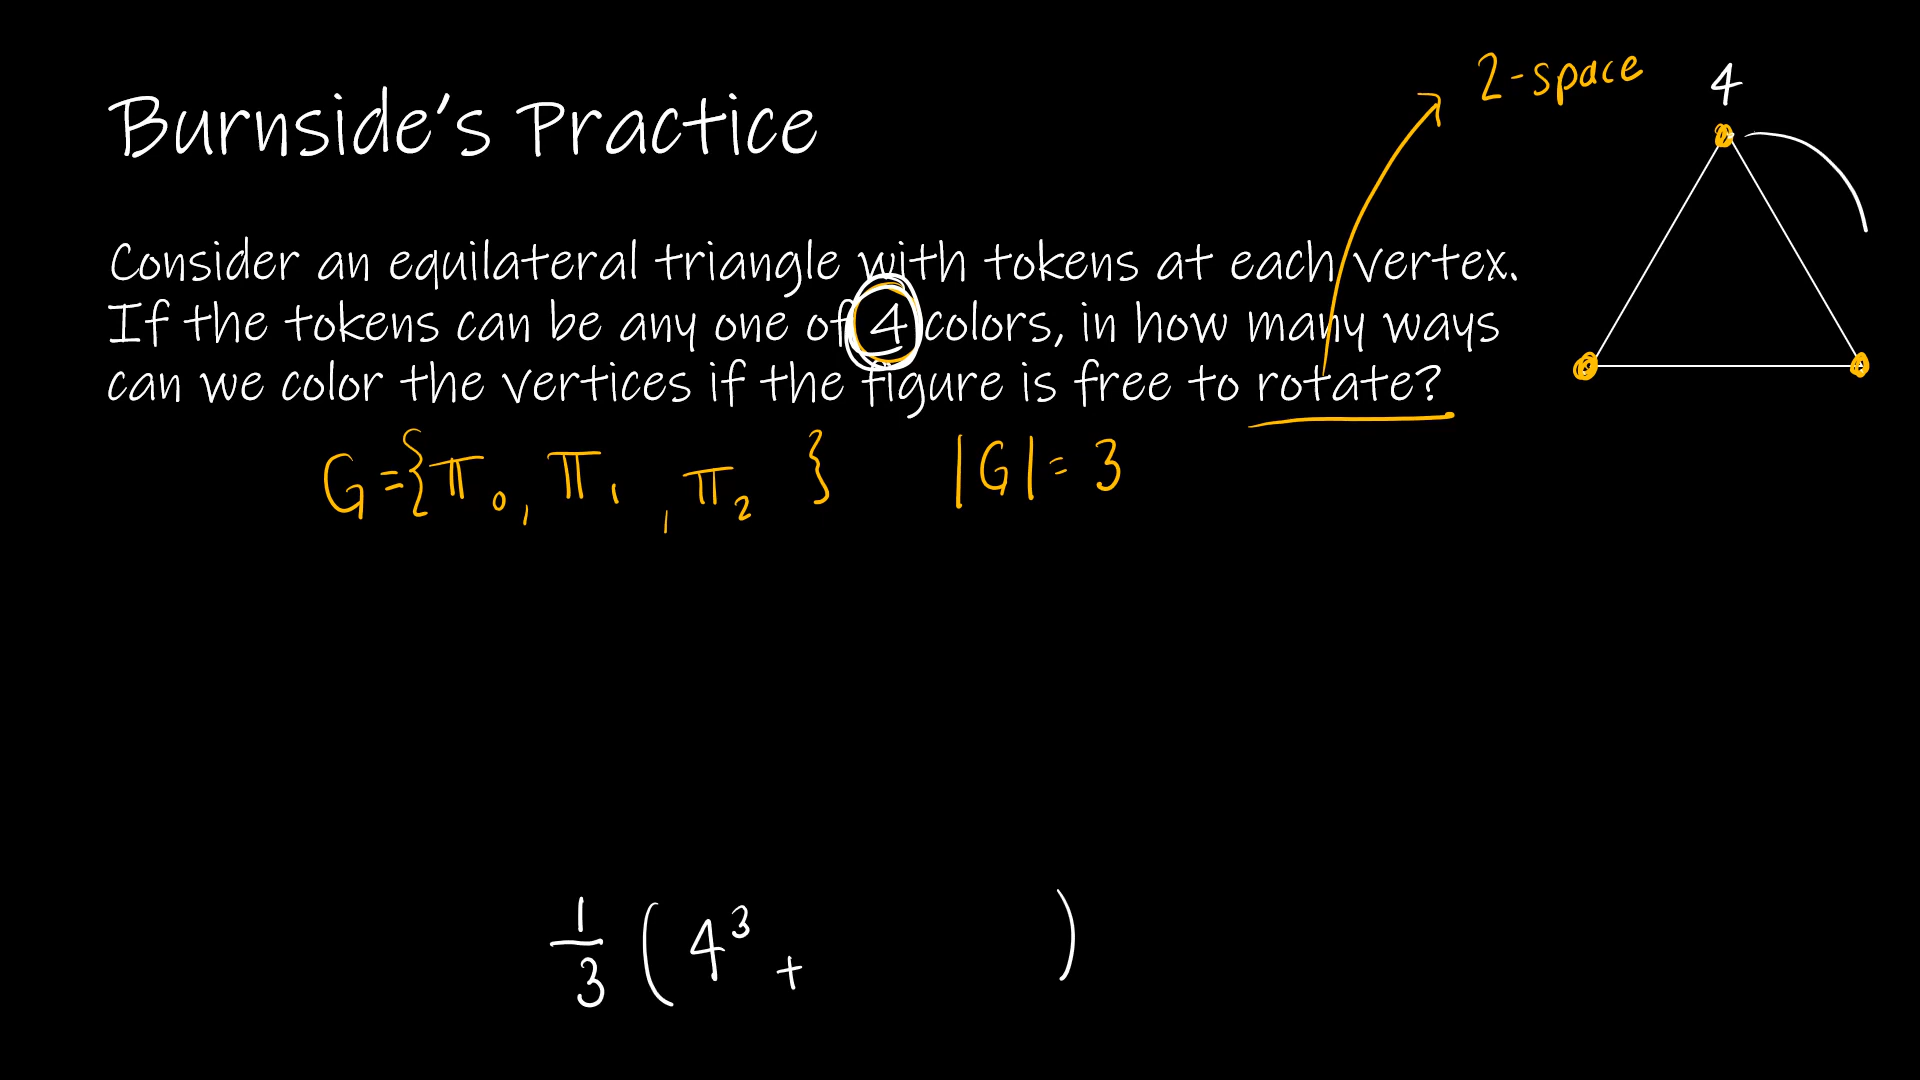 2-space
4
Burnside's Practice
Consider an equilateral triangle with tokens at each vertex.
If the tokens can be any one of 4 colors, in how many ways
can we color the vertices if the figure is free to rotate?
G={π₀, π₁, π₂ } |G| = 3
1/3 ( 4³ + )